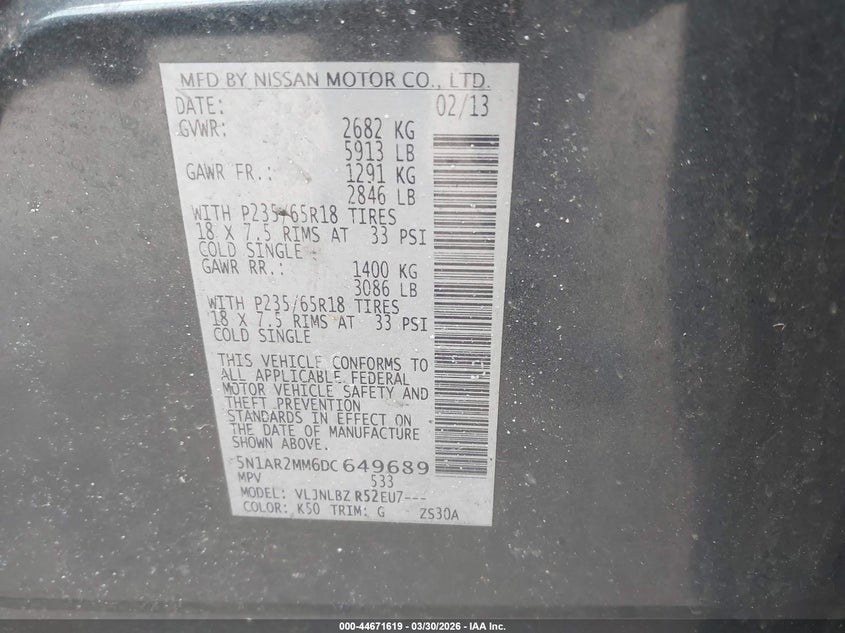 MFD BY NISSAN MOTOR CO., LTD.
DATE: 02/13
GVWR: 2682 KG
5913 LB
GAWR FR.: 1291 KG
2846 LB
WITH P235/65R18 TIRES
18 X 7.5 RIMS AT 33 PSI
COLD SINGLE
GAWR RR.: 1400 KG
3086 LB
WITH P235/65R18 TIRES
18 X 7.5 RIMS AT 33 PSI
COLD SINGLE
THIS VEHICLE CONFORMS TO
ALL APPLICABLE FEDERAL
MOTOR VEHICLE SAFETY AND
THEFT PREVENTION
STANDARDS IN EFFECT ON
THE DATE OF MANUFACTURE
SHOWN ABOVE.
5N1AR2MM6DC649689
MPV 533
MODEL: VLJNLBZ R52EU7---
COLOR: K50 TRIM: G ZS30A
000-44671619 — 03/30/2026 - IAA Inc.